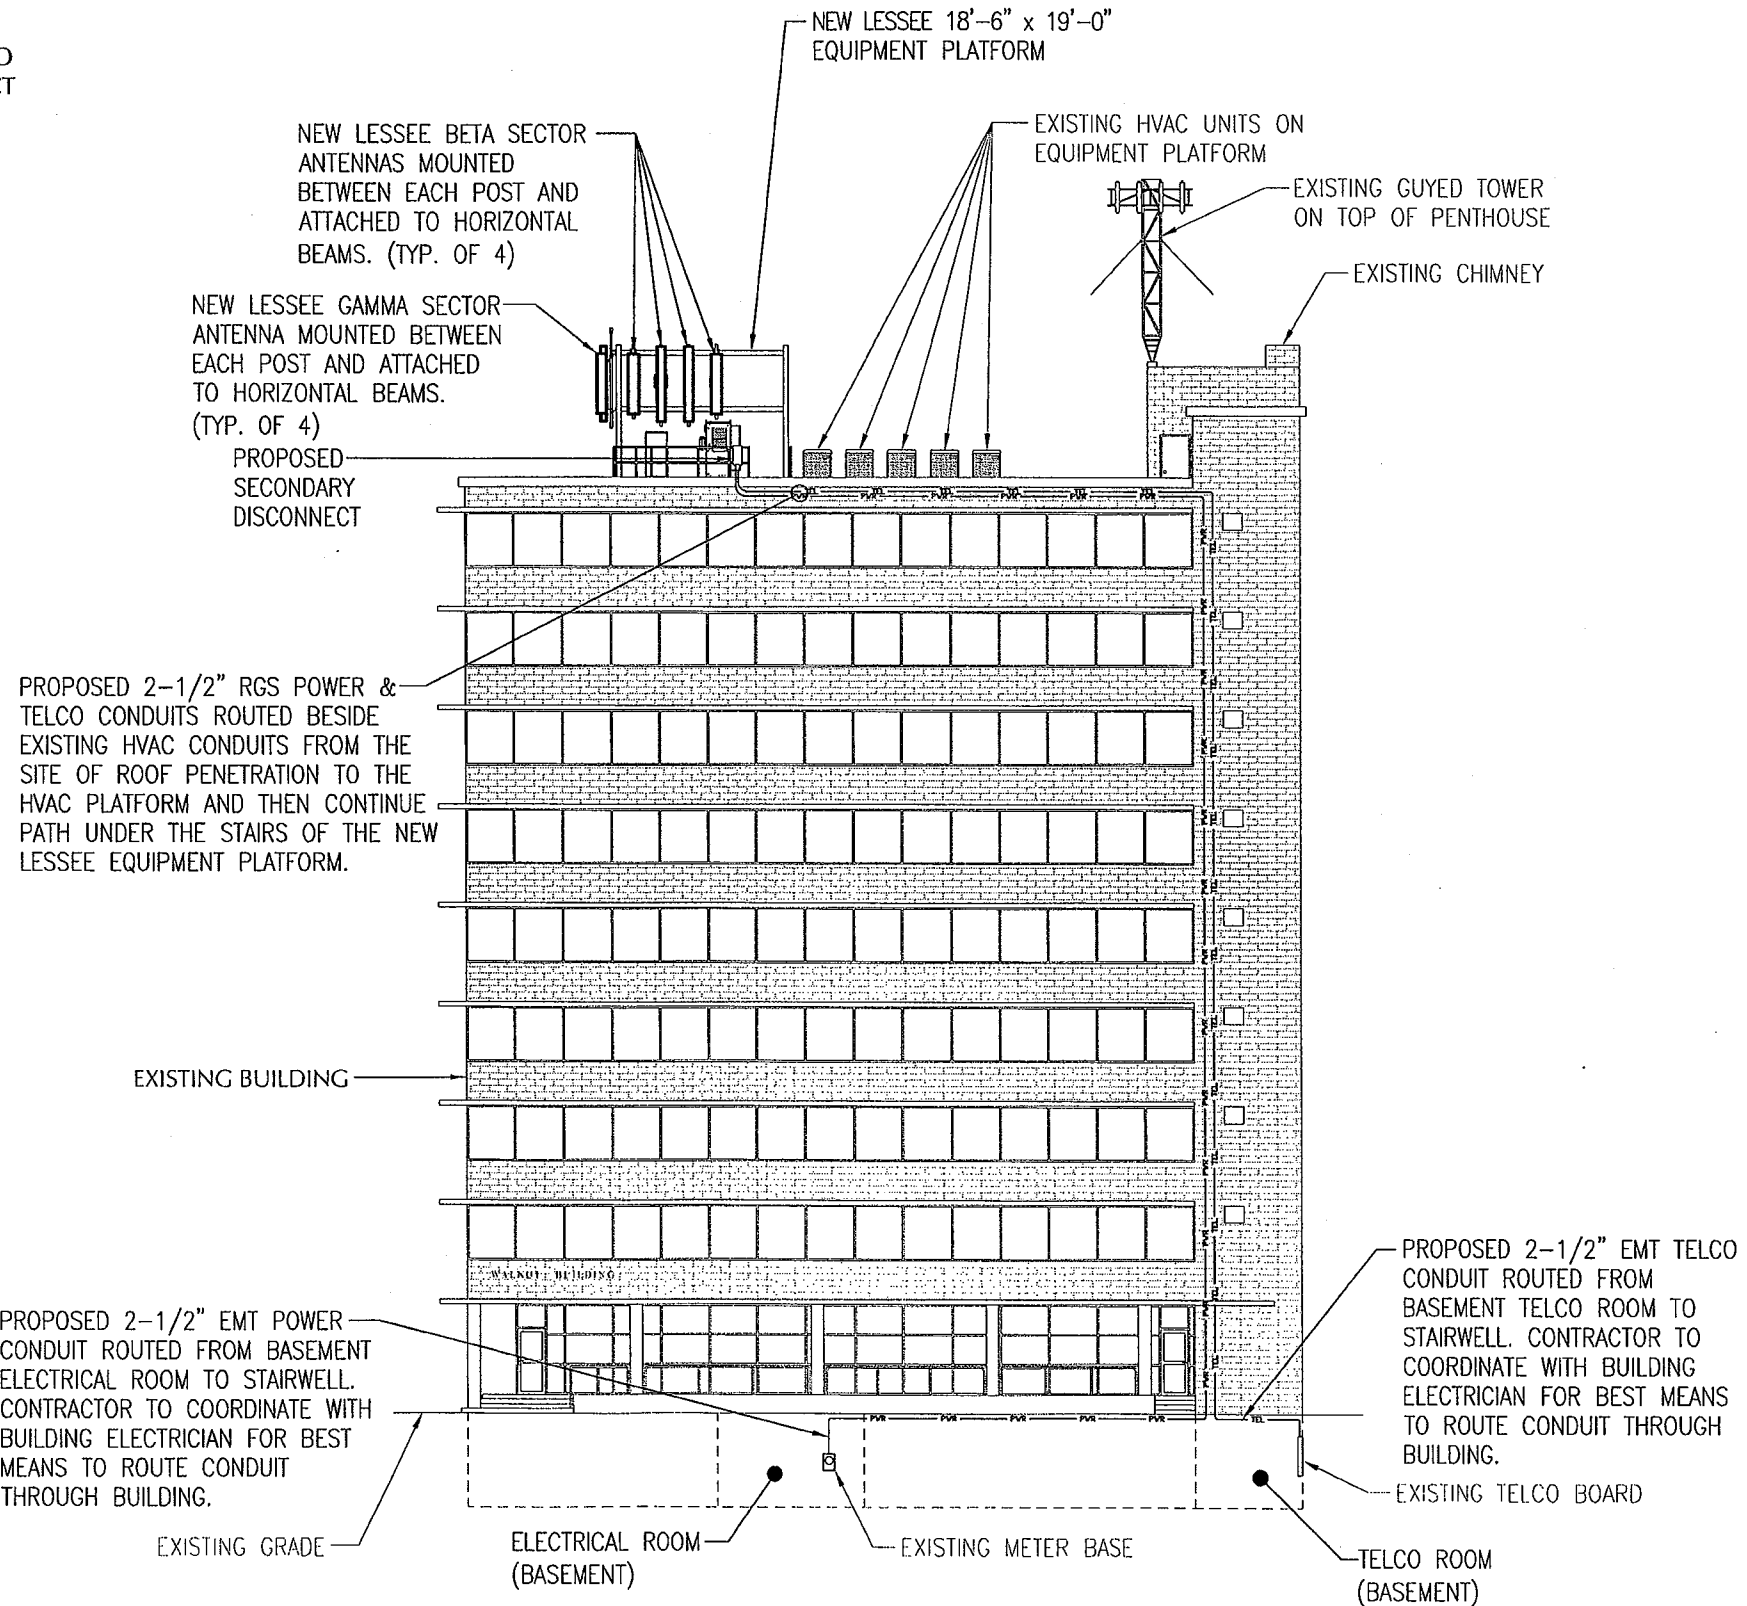 NEW LESSEE 18'-6" x 19'-0"
EQUIPMENT PLATFORM
CT
NEW LESSEE BETA SECTOR
ANTENNAS MOUNTED
BETWEEN EACH POST AND
ATTACHED TO HORIZONTAL
BEAMS. (TYP. OF 4)
EXISTING HVAC UNITS ON
EQUIPMENT PLATFORM
EXISTING GUYED TOWER
ON TOP OF PENTHOUSE
EXISTING CHIMNEY
NEW LESSEE GAMMA SECTOR
ANTENNA MOUNTED BETWEEN
EACH POST AND ATTACHED
TO HORIZONTAL BEAMS.
(TYP. OF 4)
PROPOSED
SECONDARY
DISCONNECT
PROPOSED 2-1/2" RGS POWER &
TELCO CONDUITS ROUTED BESIDE
EXISTING HVAC CONDUITS FROM THE
SITE OF ROOF PENETRATION TO THE
HVAC PLATFORM AND THEN CONTINUE
PATH UNDER THE STAIRS OF THE NEW
LESSEE EQUIPMENT PLATFORM.
EXISTING BUILDING
WALNUT BUILDING
PROPOSED 2-1/2" EMT POWER
CONDUIT ROUTED FROM BASEMENT
ELECTRICAL ROOM TO STAIRWELL.
CONTRACTOR TO COORDINATE WITH
BUILDING ELECTRICIAN FOR BEST
MEANS TO ROUTE CONDUIT
THROUGH BUILDING.
PROPOSED 2-1/2" EMT TELCO
CONDUIT ROUTED FROM
BASEMENT TELCO ROOM TO
STAIRWELL. CONTRACTOR TO
COORDINATE WITH BUILDING
ELECTRICIAN FOR BEST MEANS
TO ROUTE CONDUIT THROUGH
BUILDING.
PWR PWR PWR PWR PWR
TEL
EXISTING TELCO BOARD
EXISTING GRADE
ELECTRICAL ROOM
(BASEMENT)
EXISTING METER BASE
TELCO ROOM
(BASEMENT)